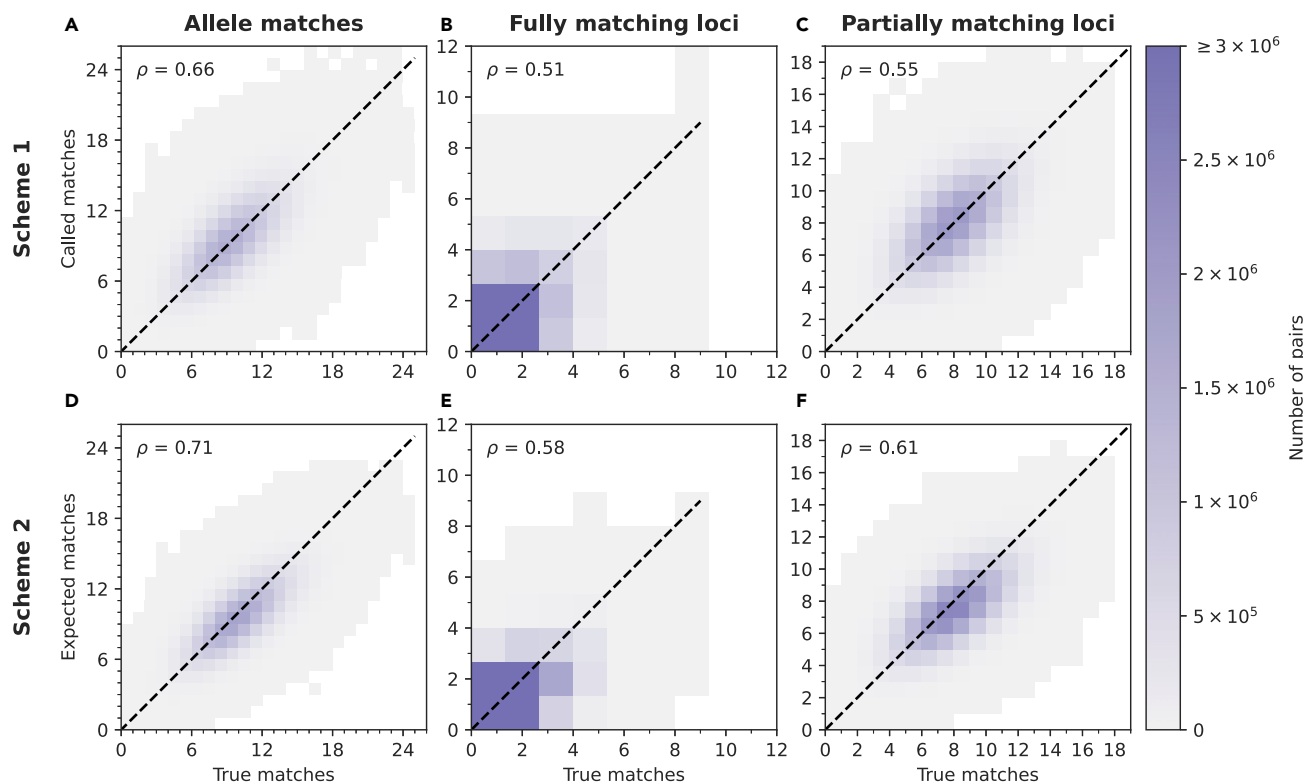 A Allele matches
B Fully matching loci
C Partially matching loci
Scheme 1
Called matches
ρ = 0.66
24
18
12
6
0
0 6 12 18 24
ρ = 0.51
12
10
8
6
4
2
0
0 2 4 6 8 10 12
ρ = 0.55
18
16
14
12
10
8
6
4
2
0
0 2 4 6 8 10 12 14 16 18
D
E
F
Scheme 2
Expected matches
ρ = 0.71
24
18
12
6
0
0 6 12 18 24
True matches
ρ = 0.58
12
10
8
6
4
2
0
0 2 4 6 8 10 12
True matches
ρ = 0.61
18
16
14
12
10
8
6
4
2
0
0 2 4 6 8 10 12 14 16 18
True matches
≥ 3 × 10⁶
2.5 × 10⁶
2 × 10⁶
1.5 × 10⁶
1 × 10⁶
5 × 10⁵
0
Number of pairs